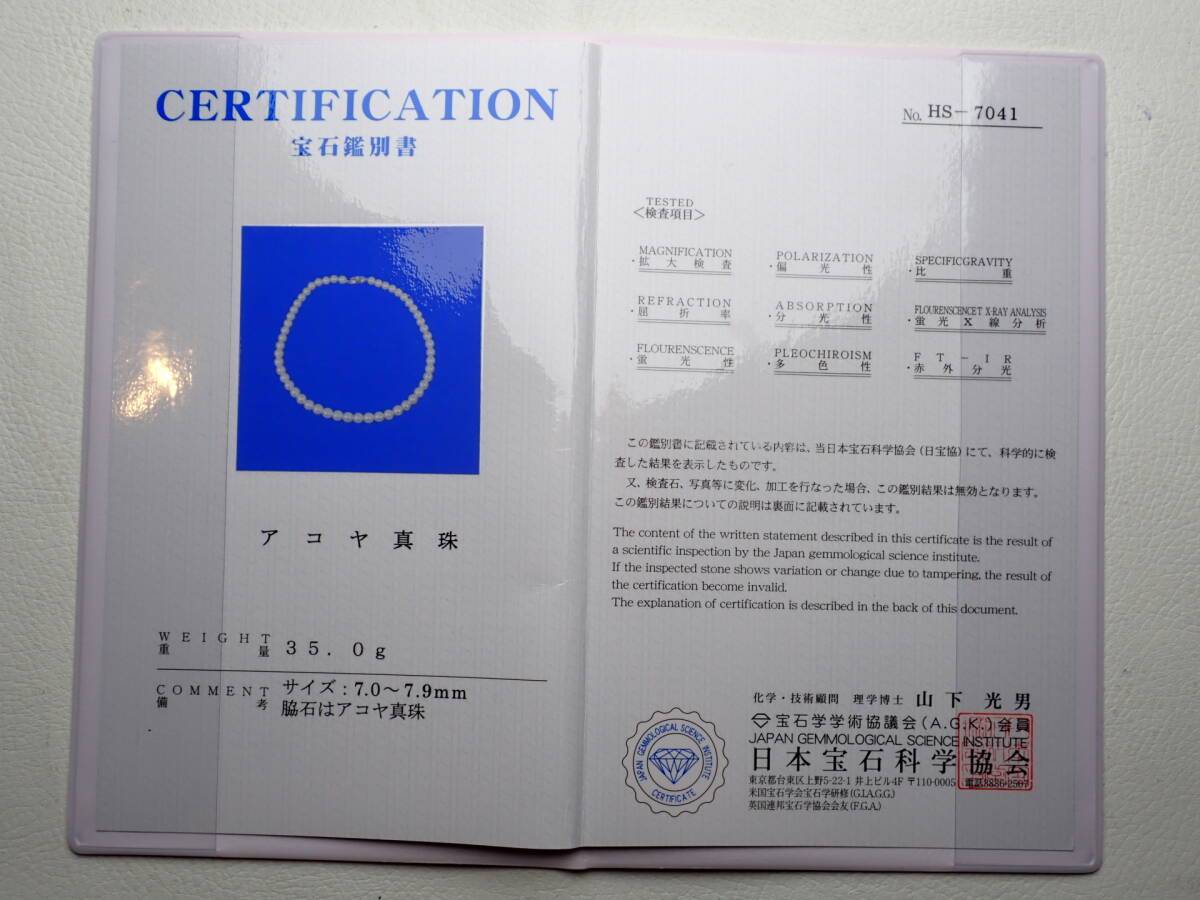 CERTIFICATION
宝石鑑別書
アコヤ真珠
WEIGHT
重量 35.0g
COMMENT
備考 サイズ:7.0~7.9mm
脇石はアコヤ真珠
No. HS-7041
TESTED
<検査項目>
MAGNIFICATION
・拡大検査
POLARIZATION
・偏光性
SPECIFICGRAVITY
・比重
REFRACTION
・屈折率
ABSORPTION
・分光性
FLOURENSCENCET X-RAY ANALYSIS
・蛍光X線分析
FLOURENSCENCE
・蛍光性
PLEOCHROISM
・多色性
FT-IR
・赤外分光
この鑑別書に記載されている内容は、当日本宝石科学協会(日宝協)にて、科学的に検
査した結果を表示したものです。
又、検査石、写真等に変化、加工を行なった場合、この鑑別結果は無効となります。
この鑑別結果についての説明は裏面に記載されています。
The content of the written statement described in this certificate is the result of
a scientific inspection by the Japan gemmological science institute.
If the inspected stone shows variation or change due to tampering, the result of
the certification become invalid.
The explanation of certification is described in the back of this document.
JAPAN GEMMOLOGICAL SCIENCE INSTITUTE
CERTIFICATE
化学・技術顧問 理学博士 山下光男
宝石学学術協議会(A.G.K.)会員
JAPAN GEMMOLOGICAL SCIENCE INSTITUTE
日本宝石科学協会
東京都台東区上野5-22-1 井上ビル4F 〒110-0005 電話3836-2567
米国宝石学会宝石学研修(G.I.A.G.G.)
英国連邦宝石学協会会友(F.G.A.)